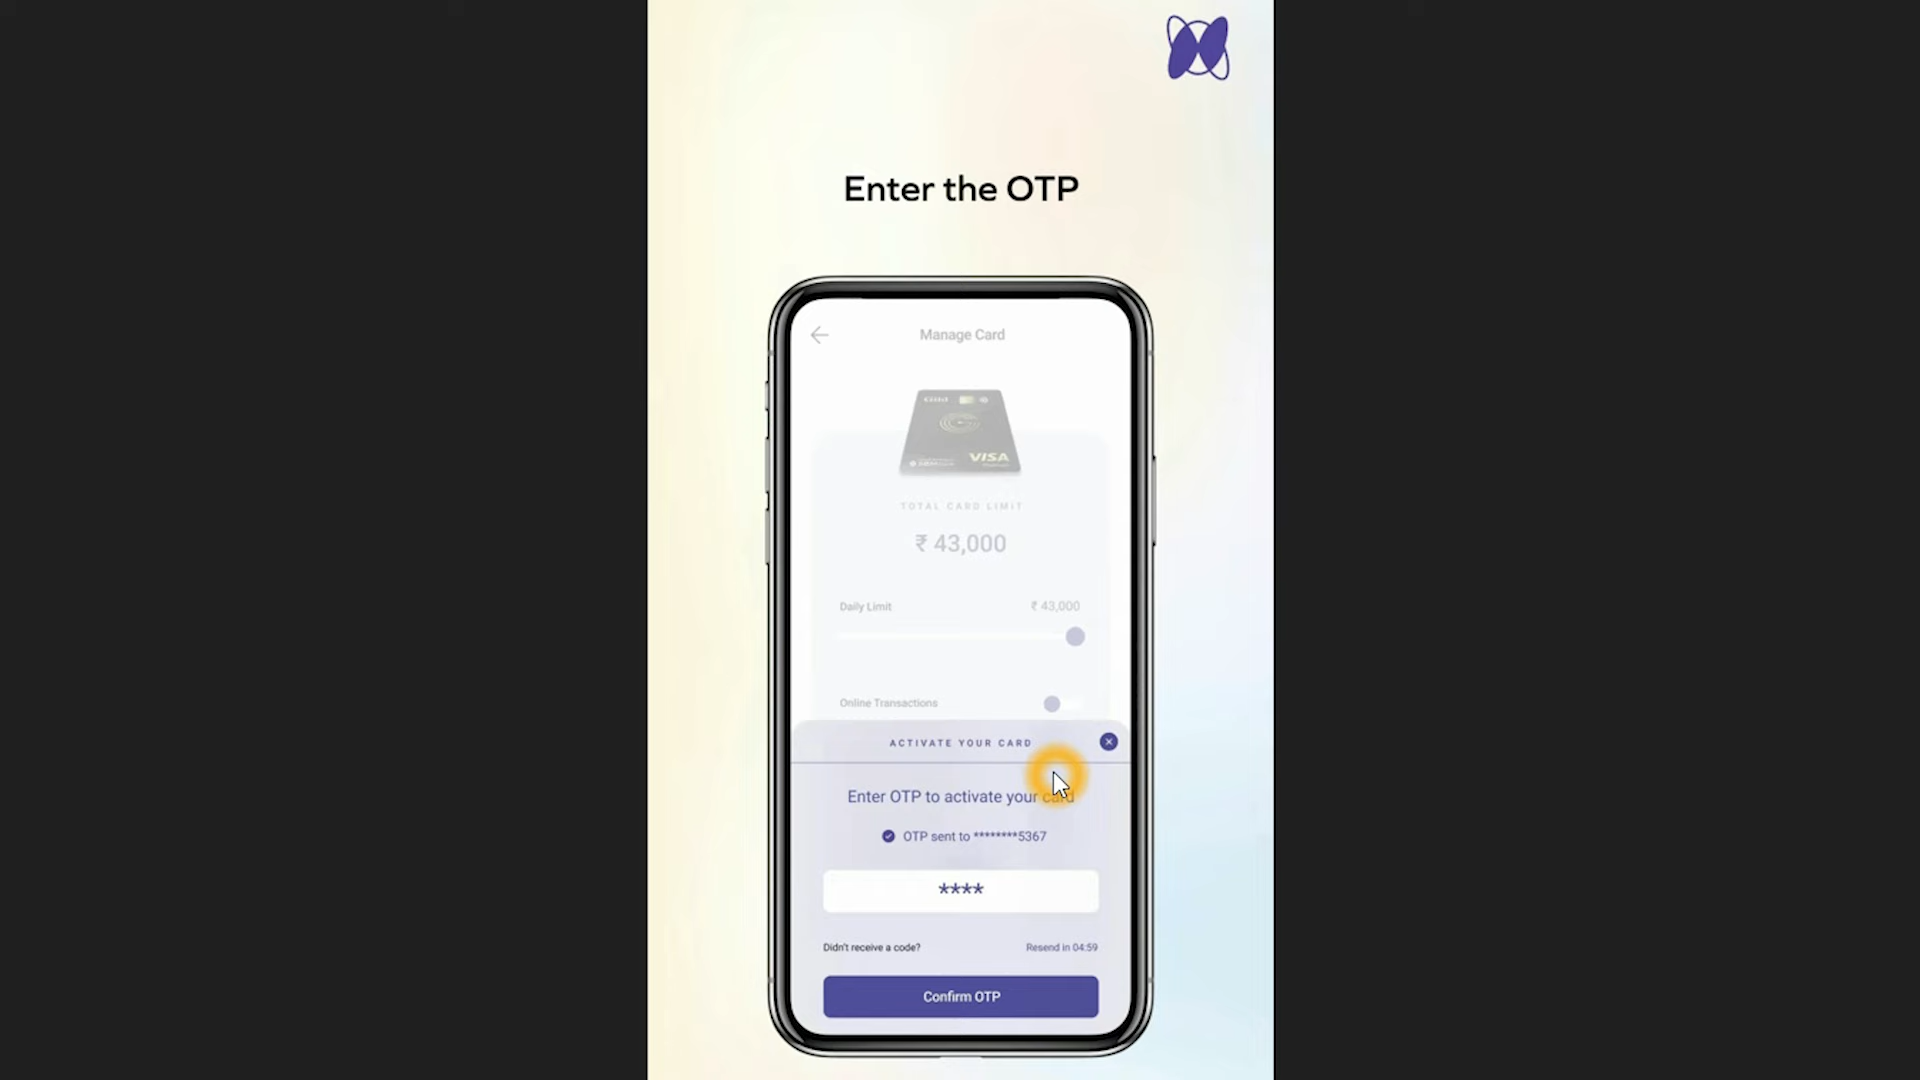 Enter the OTP
Manage Card
VISA
TOTAL CARD LIMIT
₹ 43,000
Daily Limit ₹ 43,000
Online Transactions
ACTIVATE YOUR CARD
Enter OTP to activate your card
OTP sent to ********5367
****
Didn't receive a code? Resend in 04:59
Confirm OTP